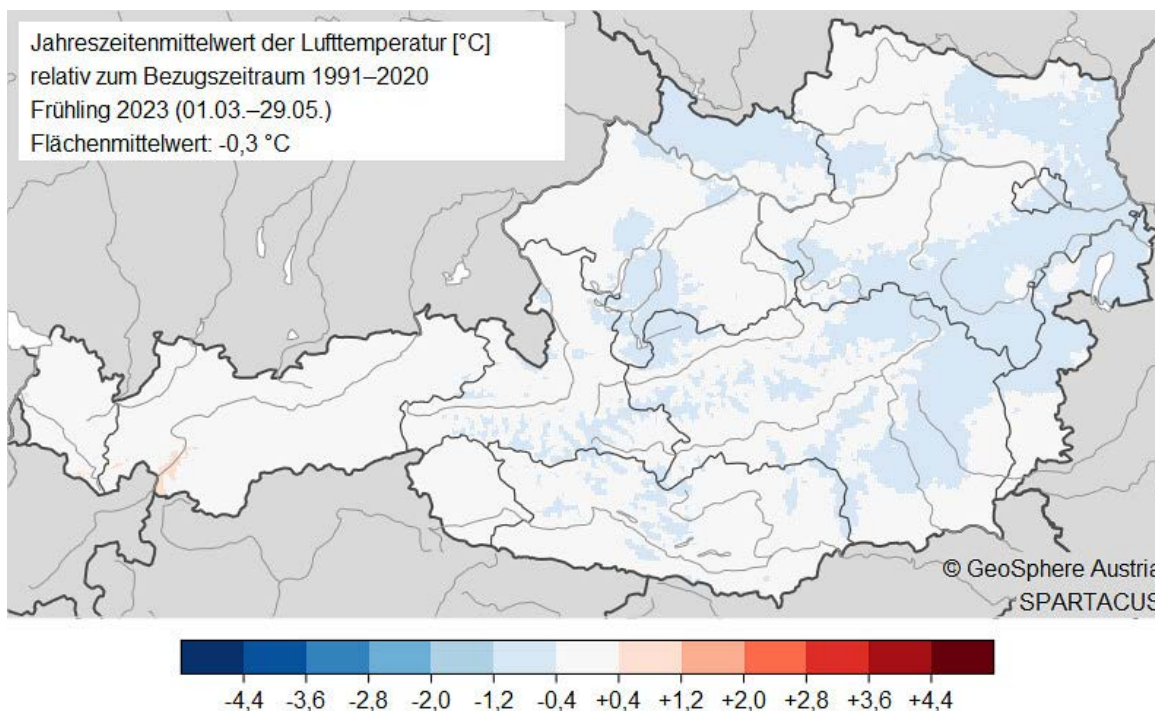 Jahreszeitenmittelwert der Lufttemperatur [°C]
relativ zum Bezugszeitraum 1991–2020
Frühling 2023 (01.03.–29.05.)
Flächenmittelwert: -0,3 °C
© GeoSphere Austria
SPARTACUS
-4,4 -3,6 -2,8 -2,0 -1,2 -0,4 +0,4 +1,2 +2,0 +2,8 +3,6 +4,4